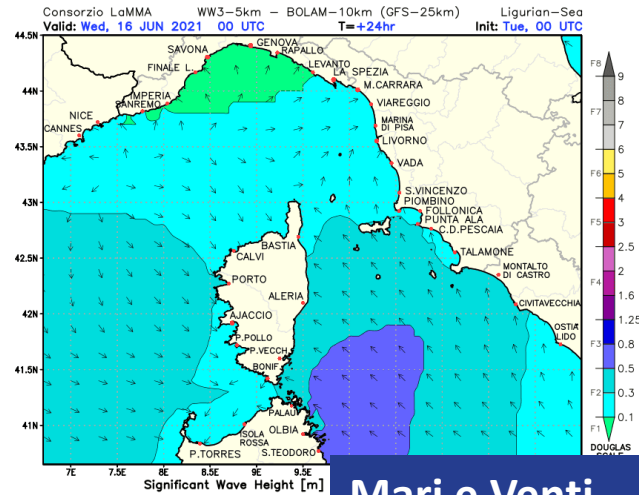 Consorzio LaMMA WW3-5km - BOLAM-10km (GFS-25km) Ligurian-Sea
Valid: Wed, 16 JUN 2021 00 UTC T=+24hr Init: Tue, 00 UTC
44.5N
44N
43.5N
43N
42.5N
42N
41.5N
41N
7E 7.5E 8E 8.5E 9E 9.5E
Significant Wave Height [m]
GENOVA
SAVONA
RAPALLO
FINALE L.
LEVANTO
LA SPEZIA
M.CARRARA
IMPERIA
SANREMO
VIAREGGIO
NICE
CANNES
MARINA
DI PISA
LIVORNO
VADA
S.VINCENZO
PIOMBINO
FOLLONICA
PUNTA ALA
C.D.PESCAIA
BASTIA
CALVI
TALAMONE
PORTO
MONTALTO
DI CASTRO
ALERIA
CIVITAVECCHIA
AJACCIO
OSTIA
LIDO
P.POLLO
P.VECCH.
BONIF.
PALAU
OLBIA
ISOLA
ROSSA
P.TORRES
S.TEODORO
F8
9
8
F7
7
6
F6
5
4
F5
3
2.5
2
F4
1.6
1.25
F3
0.8
0.5
F2
0.3
0.1
F1
DOUGLAS
SCALE
Mari e Venti